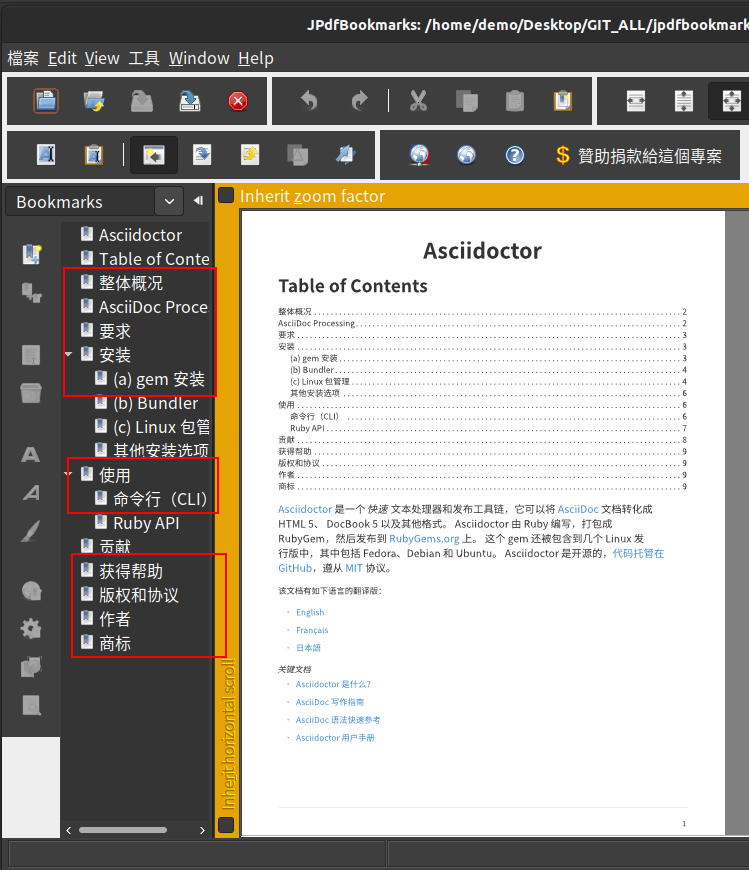 JPdfBookmarks: /home/demo/Desktop/GIT_ALL/jpdfbookmark
檔案 Edit View 工具 Window Help
贊助捐款給這個專案
Bookmarks
Inherit zoom factor
Asciidoctor
Table of Conte
整体概况
AsciiDoc Proce
要求
安装
(a) gem 安装
(b) Bundler
(c) Linux 包管
其他安装选项
使用
命令行（CLI）
Ruby API
贡献
获得帮助
版权和协议
作者
商标
Inherit horizontal scroll
Asciidoctor
Table of Contents
整体概况 2
AsciiDoc Processing 2
要求 3
安装 3
(a) gem 安装 3
(b) Bundler 4
(c) Linux 包管理 4
其他安装选项 6
使用 6
命令行（CLI） 6
Ruby API 7
贡献 8
获得帮助 9
版权和协议 9
作者 9
商标 9
Asciidoctor 是一个 快速 文本处理器和发布工具链，它可以将 AsciiDoc 文档转化成
HTML 5、 DocBook 5 以及其他格式。 Asciidoctor 由 Ruby 编写，打包成
RubyGem，然后发布到 RubyGems.org 上。 这个 gem 还被包含到几个 Linux 发
行版中，其中包括 Fedora、Debian 和 Ubuntu。 Asciidoctor 是开源的，代码托管在
GitHub，遵从 MIT 协议。
该文档有如下语言的翻译版：
English
Français
日本語
关键文档
Asciidoctor 是什么？
AsciiDoc 写作指南
AsciiDoc 语法快速参考
Asciidoctor 用户手册
1